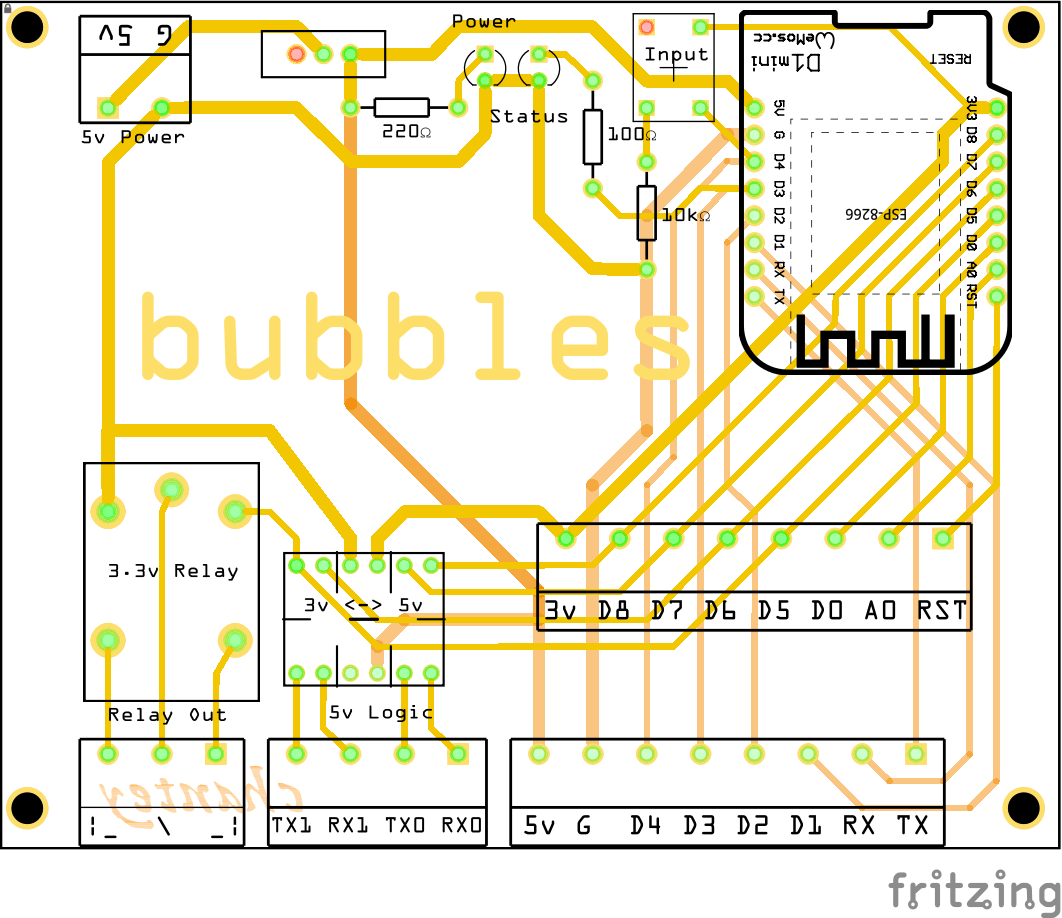 G 5v
5v Power
Power
220Ω
Status
100Ω
10kΩ
Input
WeMos.cc
D1mini
RESET
5V
G
D4
D3
D2
D1
RX
TX
3V3
D8
D7
D6
D5
D0
A0
RST
ESP-8266
bubbles
3.3v Relay
Relay Out
3v <-> 5v
5v Logic
3v D8 D7 D6 D5 D0 A0 RST
chantey
|_ \ _|
TX1 RX1 TX0 RX0
5v G D4 D3 D2 D1 RX TX
fritzing